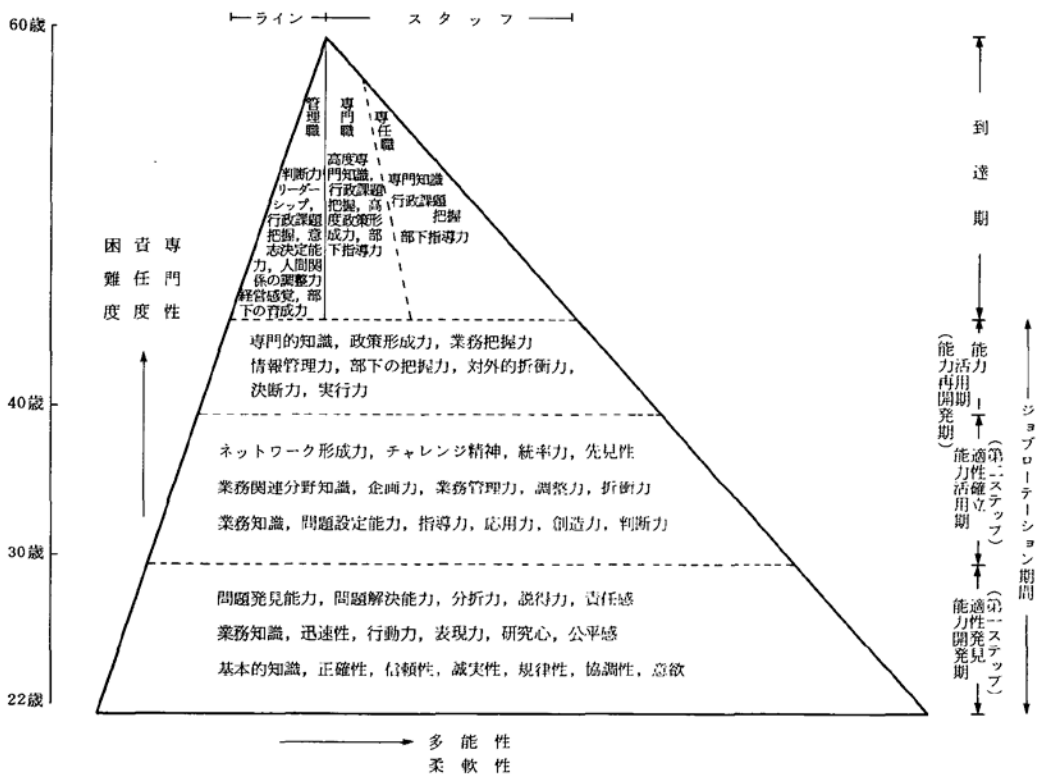 ライン
スタッフ
60歳
40歳
30歳
22歳
困難度
責任度
専門性
管理職
判断力
リーダー
シップ，
行政課題
把握，意
志決定能
力，人間関
係の調整力
経営感覚，部
下の育成力
専門職
高度専
門知識，
行政課題
把握，高
度政策形
成力，部
下指導力
専任職
専門知識
行政課題
把握
部下指導力
専門的知識，政策形成力，業務把握力
情報管理力，部下の把握力，対外的折衝力，
決断力，実行力
ネットワーク形成力，チャレンジ精神，統率力，先見性
業務関連分野知識，企画力，業務管理力，調整力，折衝力
業務知識，問題設定能力，指導力，応用力，創造力，判断力
問題発見能力，問題解決能力，分折力，説得力，責任感
業務知識，迅速性，行動力，表現力，研究心，公平感
基本的知識，正確性，信頼性，誠実性，規律性，協調性，意欲
多能性
柔軟性
到達期
能力
活用期
(能力再開発期)
(第二ステップ)
適性確立
能力活用期
(第一ステップ)
適性発見
能力開発期
ジョブローテーション期間